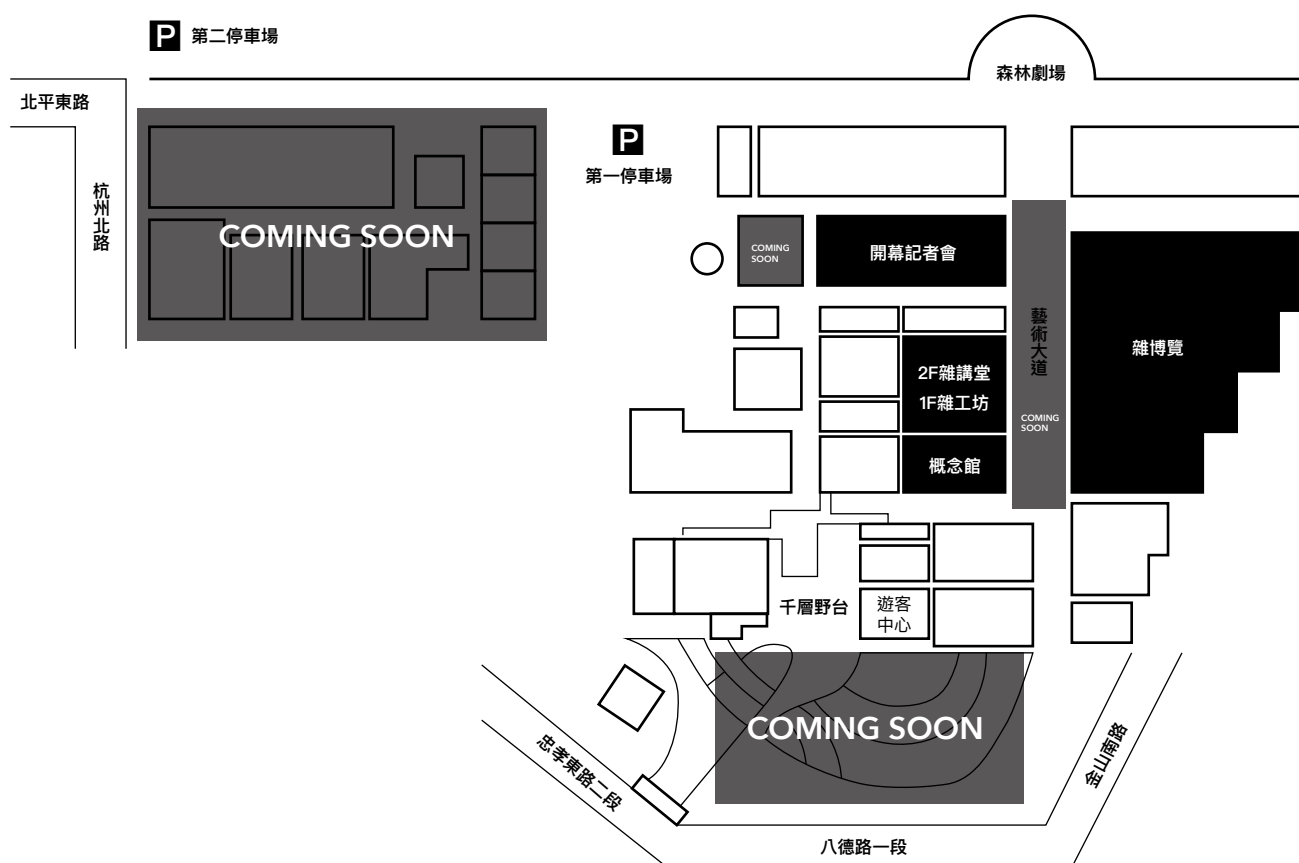 P 第二停車場
森林劇場
北平東路
杭州北路
COMING SOON
P
第一停車場
COMING
SOON
開幕記者會
藝術大道
COMING
SOON
雜博覽
2F雜講堂
1F雜工坊
概念館
千層野台
遊客
中心
COMING SOON
忠孝東路二段
金山南路
八德路一段